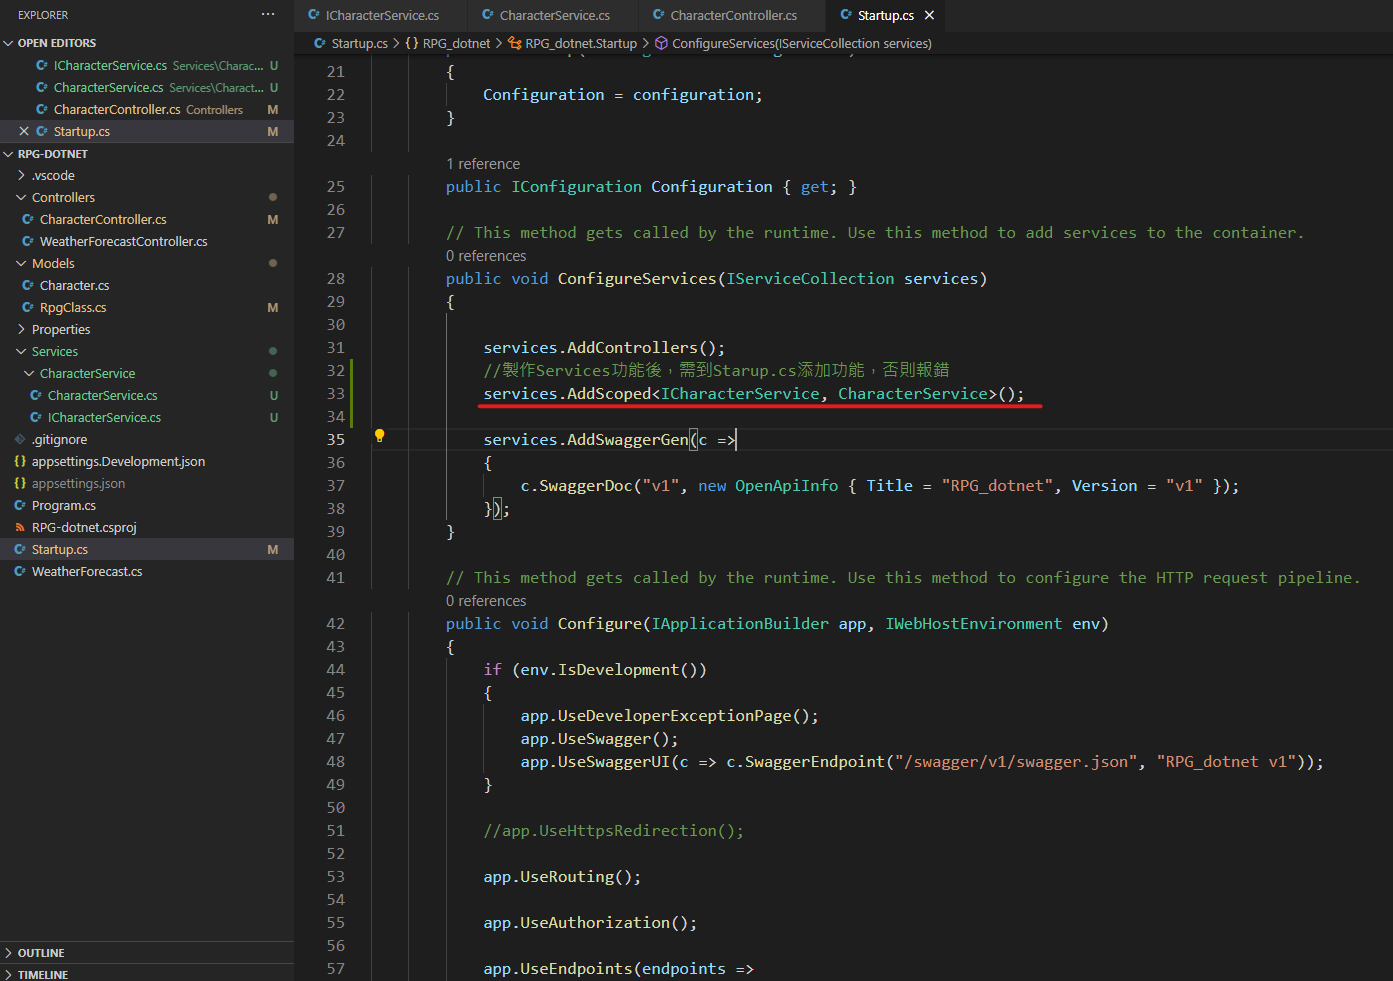 EXPLORER
···
OPEN EDITORS
ICharacterService.cs Services\Charac... U
CharacterService.cs Services\Charact... U
CharacterController.cs Controllers M
Startup.cs M
RPG-DOTNET
.vscode
Controllers
CharacterController.cs M
WeatherForecastController.cs
Models
Character.cs
RpgClass.cs M
Properties
Services
CharacterService
CharacterService.cs U
ICharacterService.cs U
.gitignore
appsettings.Development.json
appsettings.json
Program.cs
RPG-dotnet.csproj
Startup.cs M
WeatherForecast.cs
OUTLINE
TIMELINE
ICharacterService.cs CharacterService.cs CharacterController.cs Startup.cs
Startup.cs > {} RPG_dotnet > RPG_dotnet.Startup > ConfigureServices(IServiceCollection services)
21 {
22 Configuration = configuration;
23 }
24
1 reference
25 public IConfiguration Configuration { get; }
26
27 // This method gets called by the runtime. Use this method to add services to the container.
0 references
28 public void ConfigureServices(IServiceCollection services)
29 {
30
31 services.AddControllers();
32 //製作Services功能後，需到Starup.cs添加功能，否則報錯
33 services.AddScoped<ICharacterService, CharacterService>();
34
35 services.AddSwaggerGen(c =>
36 {
37 c.SwaggerDoc("v1", new OpenApiInfo { Title = "RPG_dotnet", Version = "v1" });
38 });
39 }
40
41 // This method gets called by the runtime. Use this method to configure the HTTP request pipeline.
0 references
42 public void Configure(IApplicationBuilder app, IWebHostEnvironment env)
43 {
44 if (env.IsDevelopment())
45 {
46 app.UseDeveloperExceptionPage();
47 app.UseSwagger();
48 app.UseSwaggerUI(c => c.SwaggerEndpoint("/swagger/v1/swagger.json", "RPG_dotnet v1"));
49 }
50
51 //app.UseHttpsRedirection();
52
53 app.UseRouting();
54
55 app.UseAuthorization();
56
57 app.UseEndpoints(endpoints =>